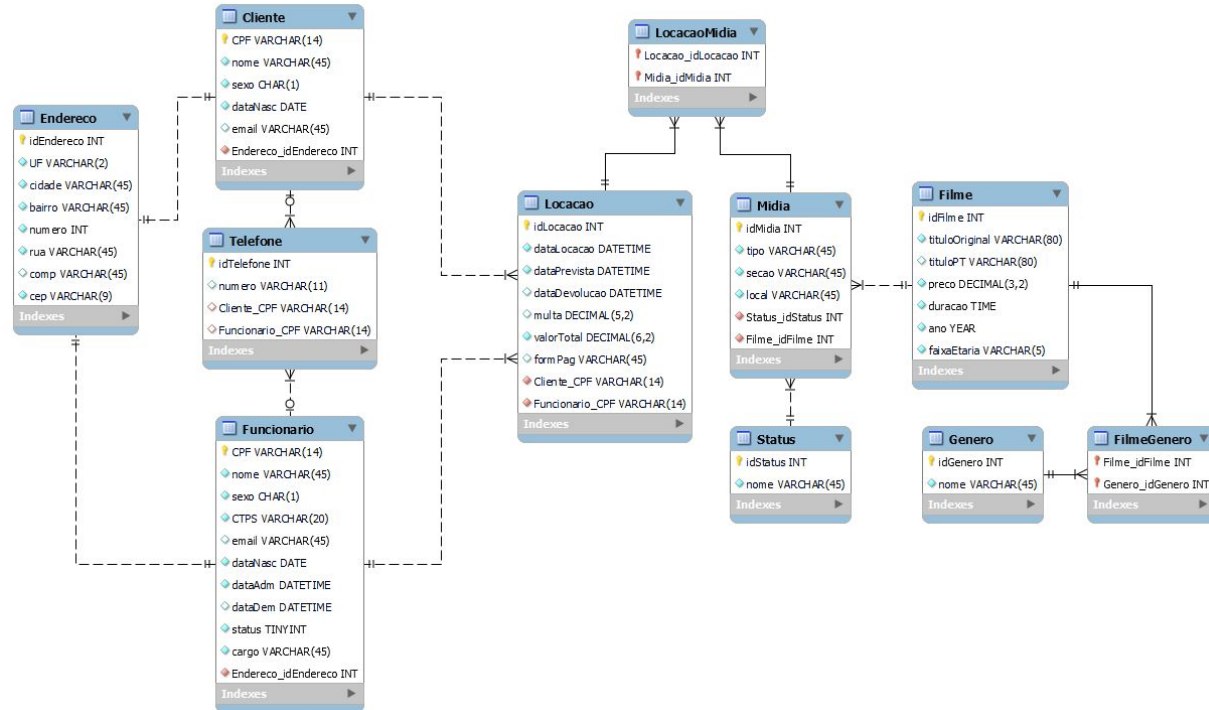 Cliente
CPF VARCHAR(14)
nome VARCHAR(45)
sexo CHAR(1)
dataNasc DATE
email VARCHAR(45)
Endereco_idEndereco INT
Indexes
LocacaoMidia
Locacao_idLocacao INT
Midia_idMidia INT
Indexes
Endereco
idEndereco INT
UF VARCHAR(2)
cidade VARCHAR(45)
bairro VARCHAR(45)
numero INT
rua VARCHAR(45)
comp VARCHAR(45)
cep VARCHAR(9)
Indexes
Telefone
idTelefone INT
numero VARCHAR(11)
Cliente_CPF VARCHAR(14)
Funcionario_CPF VARCHAR(14)
Indexes
Locacao
idLocacao INT
dataLocacao DATETIME
dataPrevista DATETIME
dataDevolucao DATETIME
multa DECIMAL(5,2)
valorTotal DECIMAL(6,2)
formPag VARCHAR(45)
Cliente_CPF VARCHAR(14)
Funcionario_CPF VARCHAR(14)
Indexes
Midia
idMidia INT
tipo VARCHAR(45)
secao VARCHAR(45)
local VARCHAR(45)
Status_idStatus INT
Filme_idFilme INT
Indexes
Filme
idFilme INT
tituloOriginal VARCHAR(80)
tituloPT VARCHAR(80)
preco DECIMAL(3,2)
duracao TIME
ano YEAR
faixaEtaria VARCHAR(5)
Indexes
Funcionario
CPF VARCHAR(14)
nome VARCHAR(45)
sexo CHAR(1)
CTPS VARCHAR(20)
email VARCHAR(45)
dataNasc DATE
dataAdm DATETIME
dataDem DATETIME
status TINYINT
cargo VARCHAR(45)
Endereco_idEndereco INT
Indexes
Status
idStatus INT
nome VARCHAR(45)
Indexes
Genero
idGenero INT
nome VARCHAR(45)
Indexes
FilmeGenero
Filme_idFilme INT
Genero_idGenero INT
Indexes